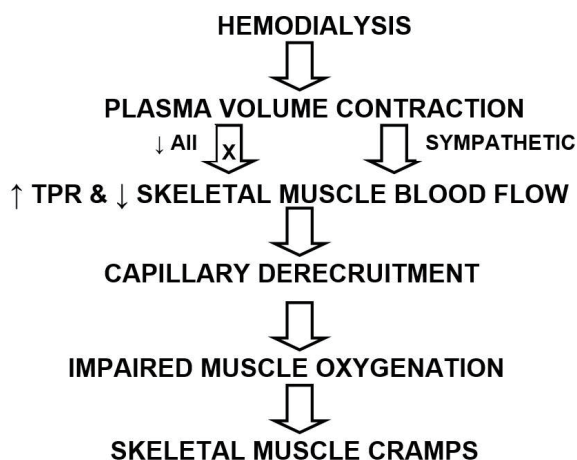 HEMODIALYSIS
PLASMA VOLUME CONTRACTION
↓ AII X SYMPATHETIC
↑ TPR & ↓ SKELETAL MUSCLE BLOOD FLOW
CAPILLARY DERECRUITMENT
IMPAIRED MUSCLE OXYGENATION
SKELETAL MUSCLE CRAMPS